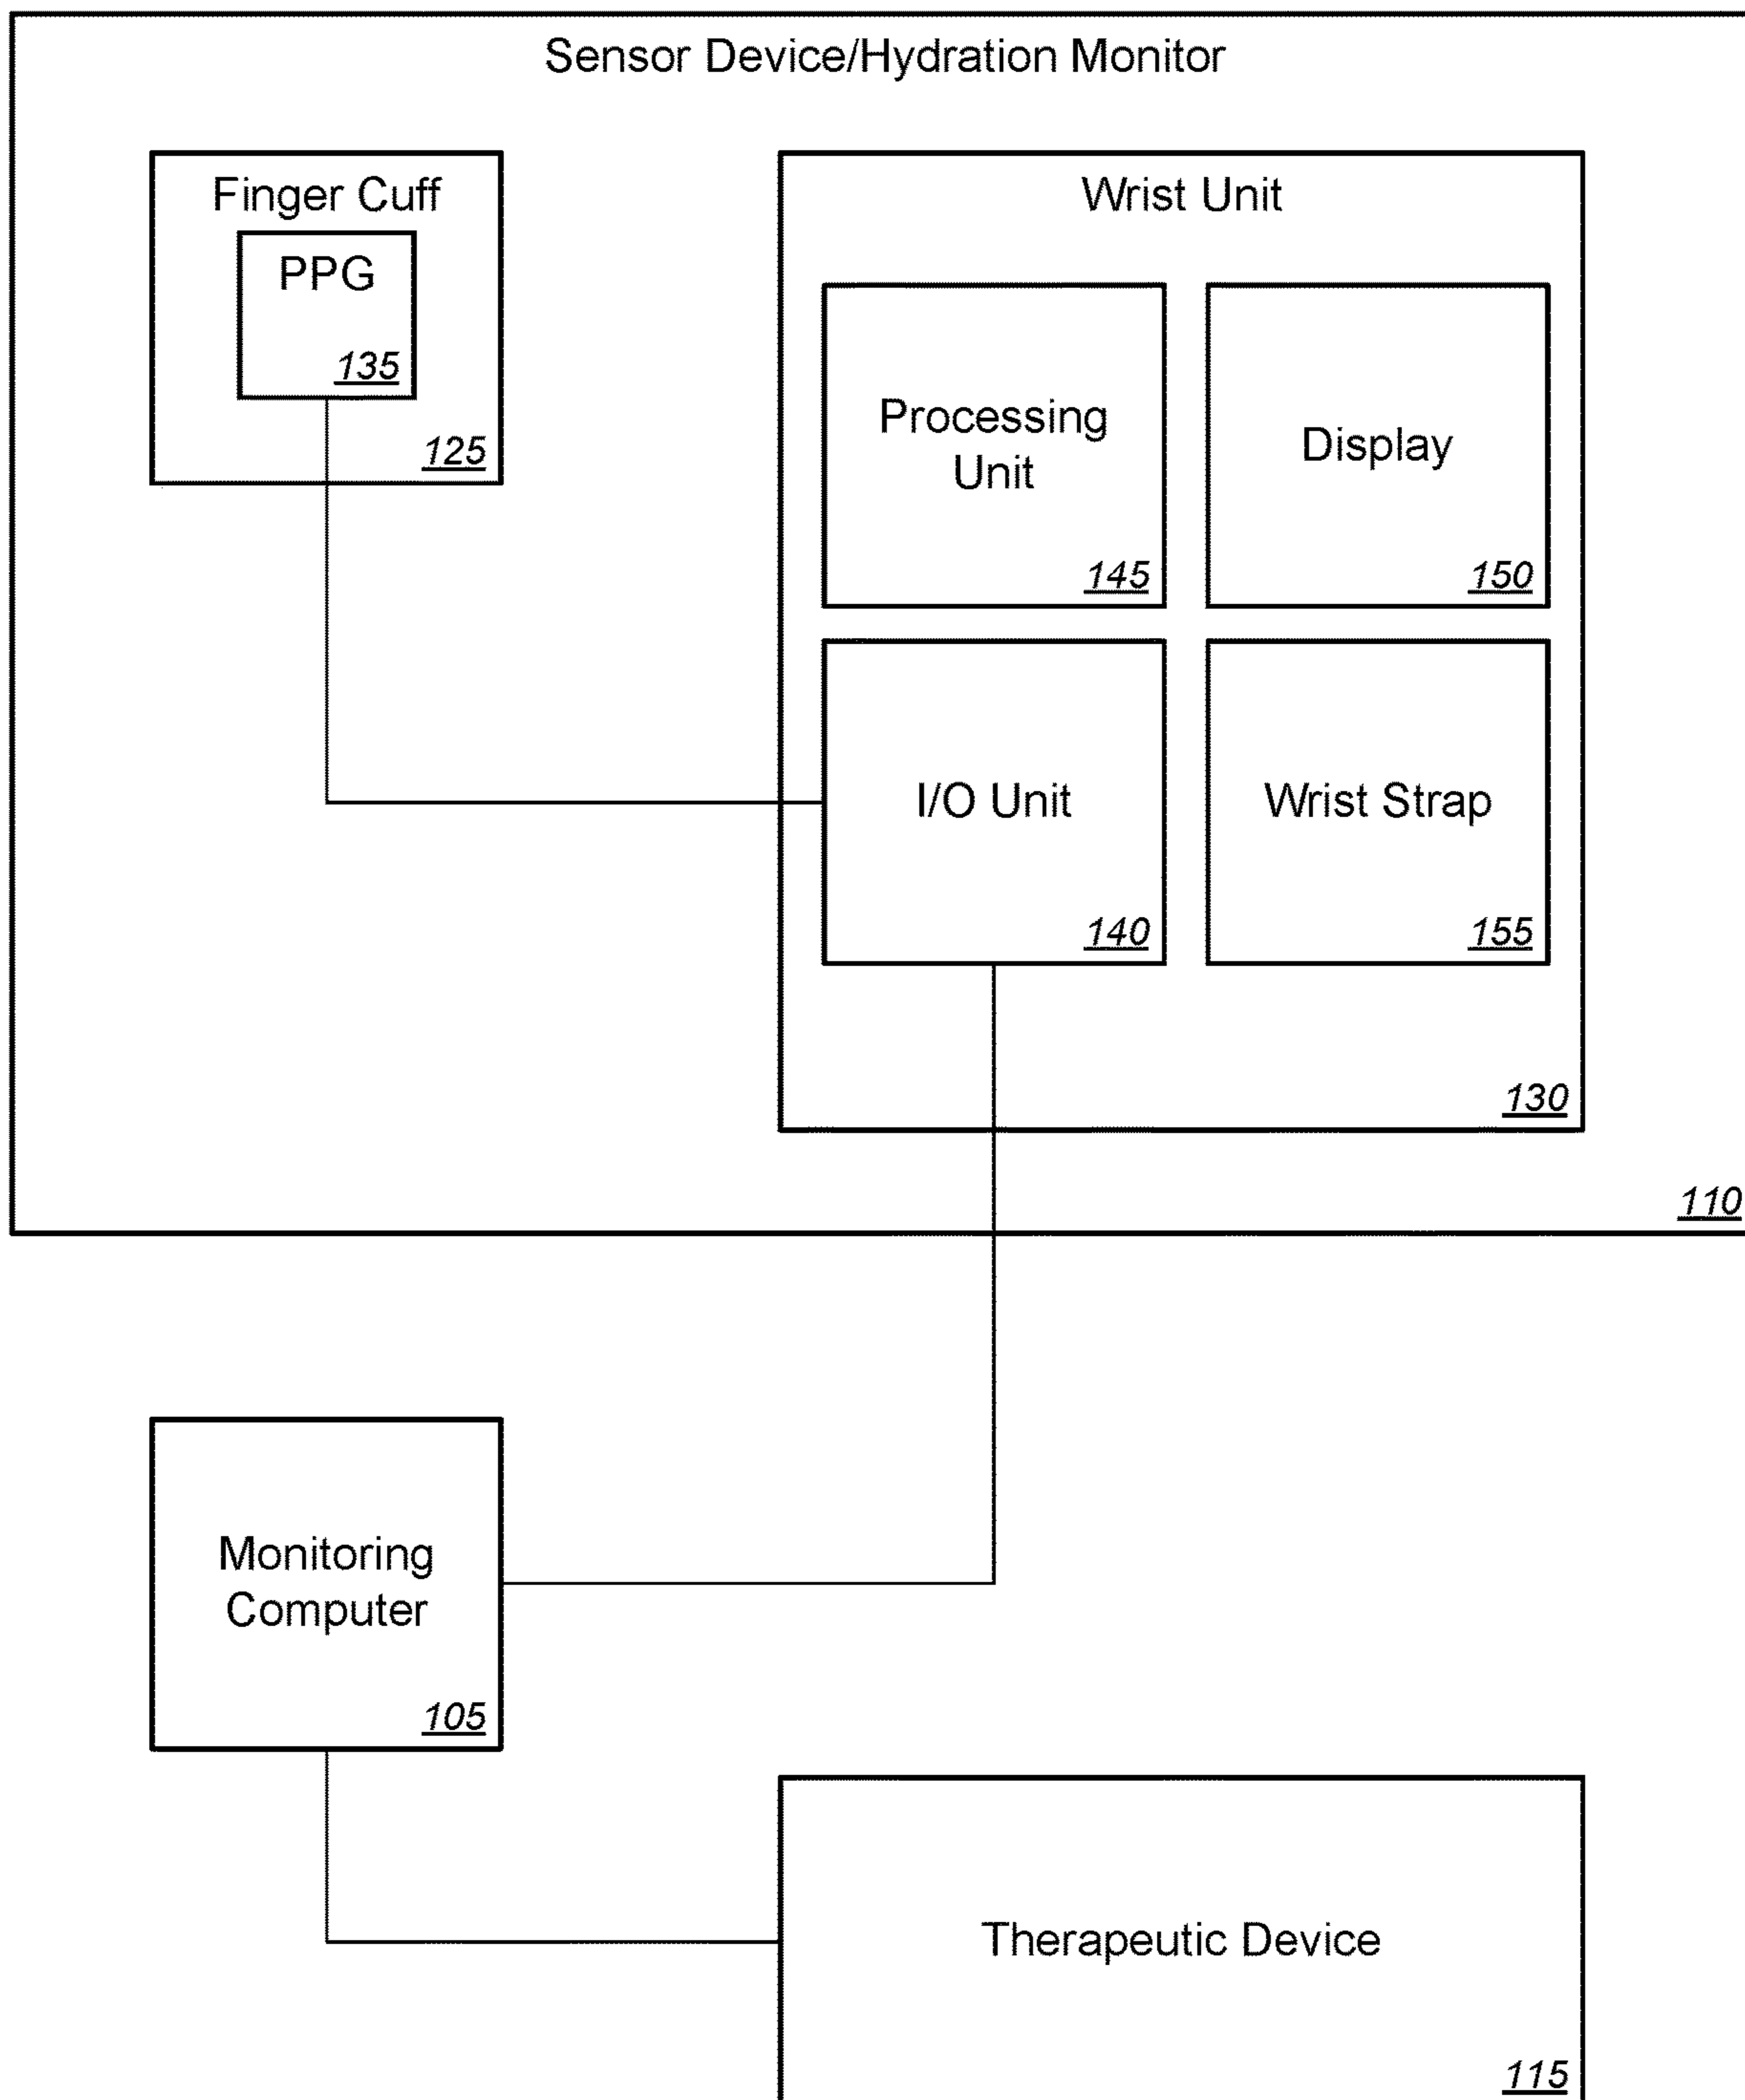 Sensor Device/Hydration Monitor
Finger Cuff
PPG
135
125
Wrist Unit
Processing
Unit
145
Display
150
I/O Unit
140
Wrist Strap
155
130
110
Monitoring
Computer
105
Therapeutic Device
115